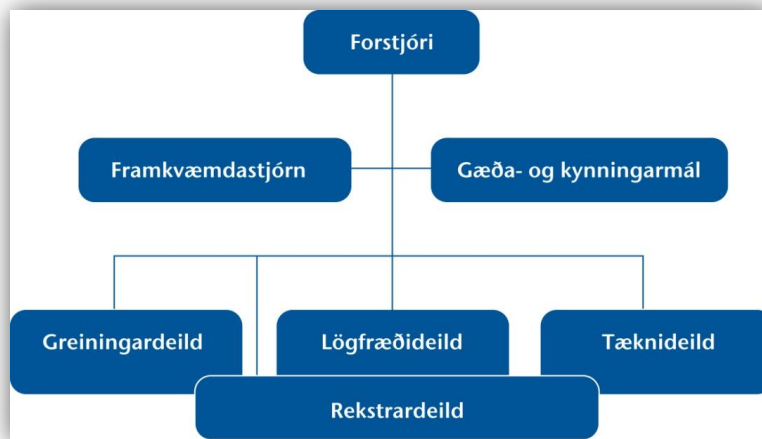 Forstjóri
Framkvæmdastjórn
Gæða- og kynningarmál
Greiningardeild
Lögfræðideild
Tæknideild
Rekstrardeild